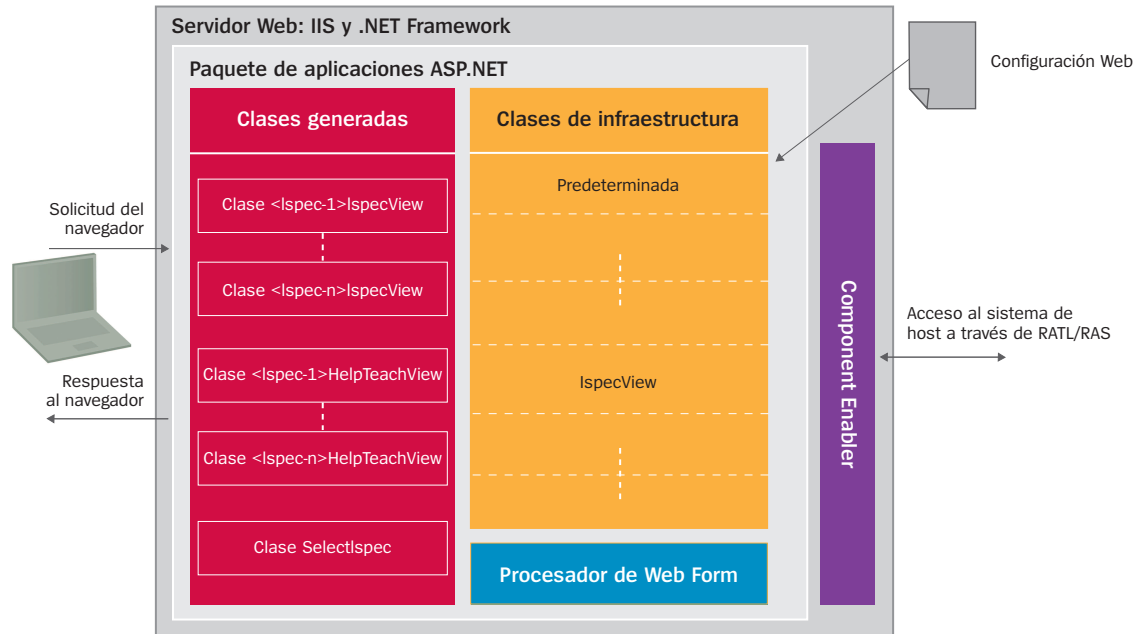 Servidor Web: IIS y .NET Framework
Paquete de aplicaciones ASP.NET
Configuración Web
Clases generadas
Clase <Ispec-1>IspecView
Clase <Ispec-n>IspecView
Clase <Ispec-1>HelpTeachView
Clase <Ispec-n>HelpTeachView
Clase SelectIspec
Clases de infraestructura
Predeterminada
IspecView
Procesador de Web Form
Component Enabler
Solicitud del
navegador
Respuesta
al navegador
Acceso al sistema de
host a través de RATL/RAS